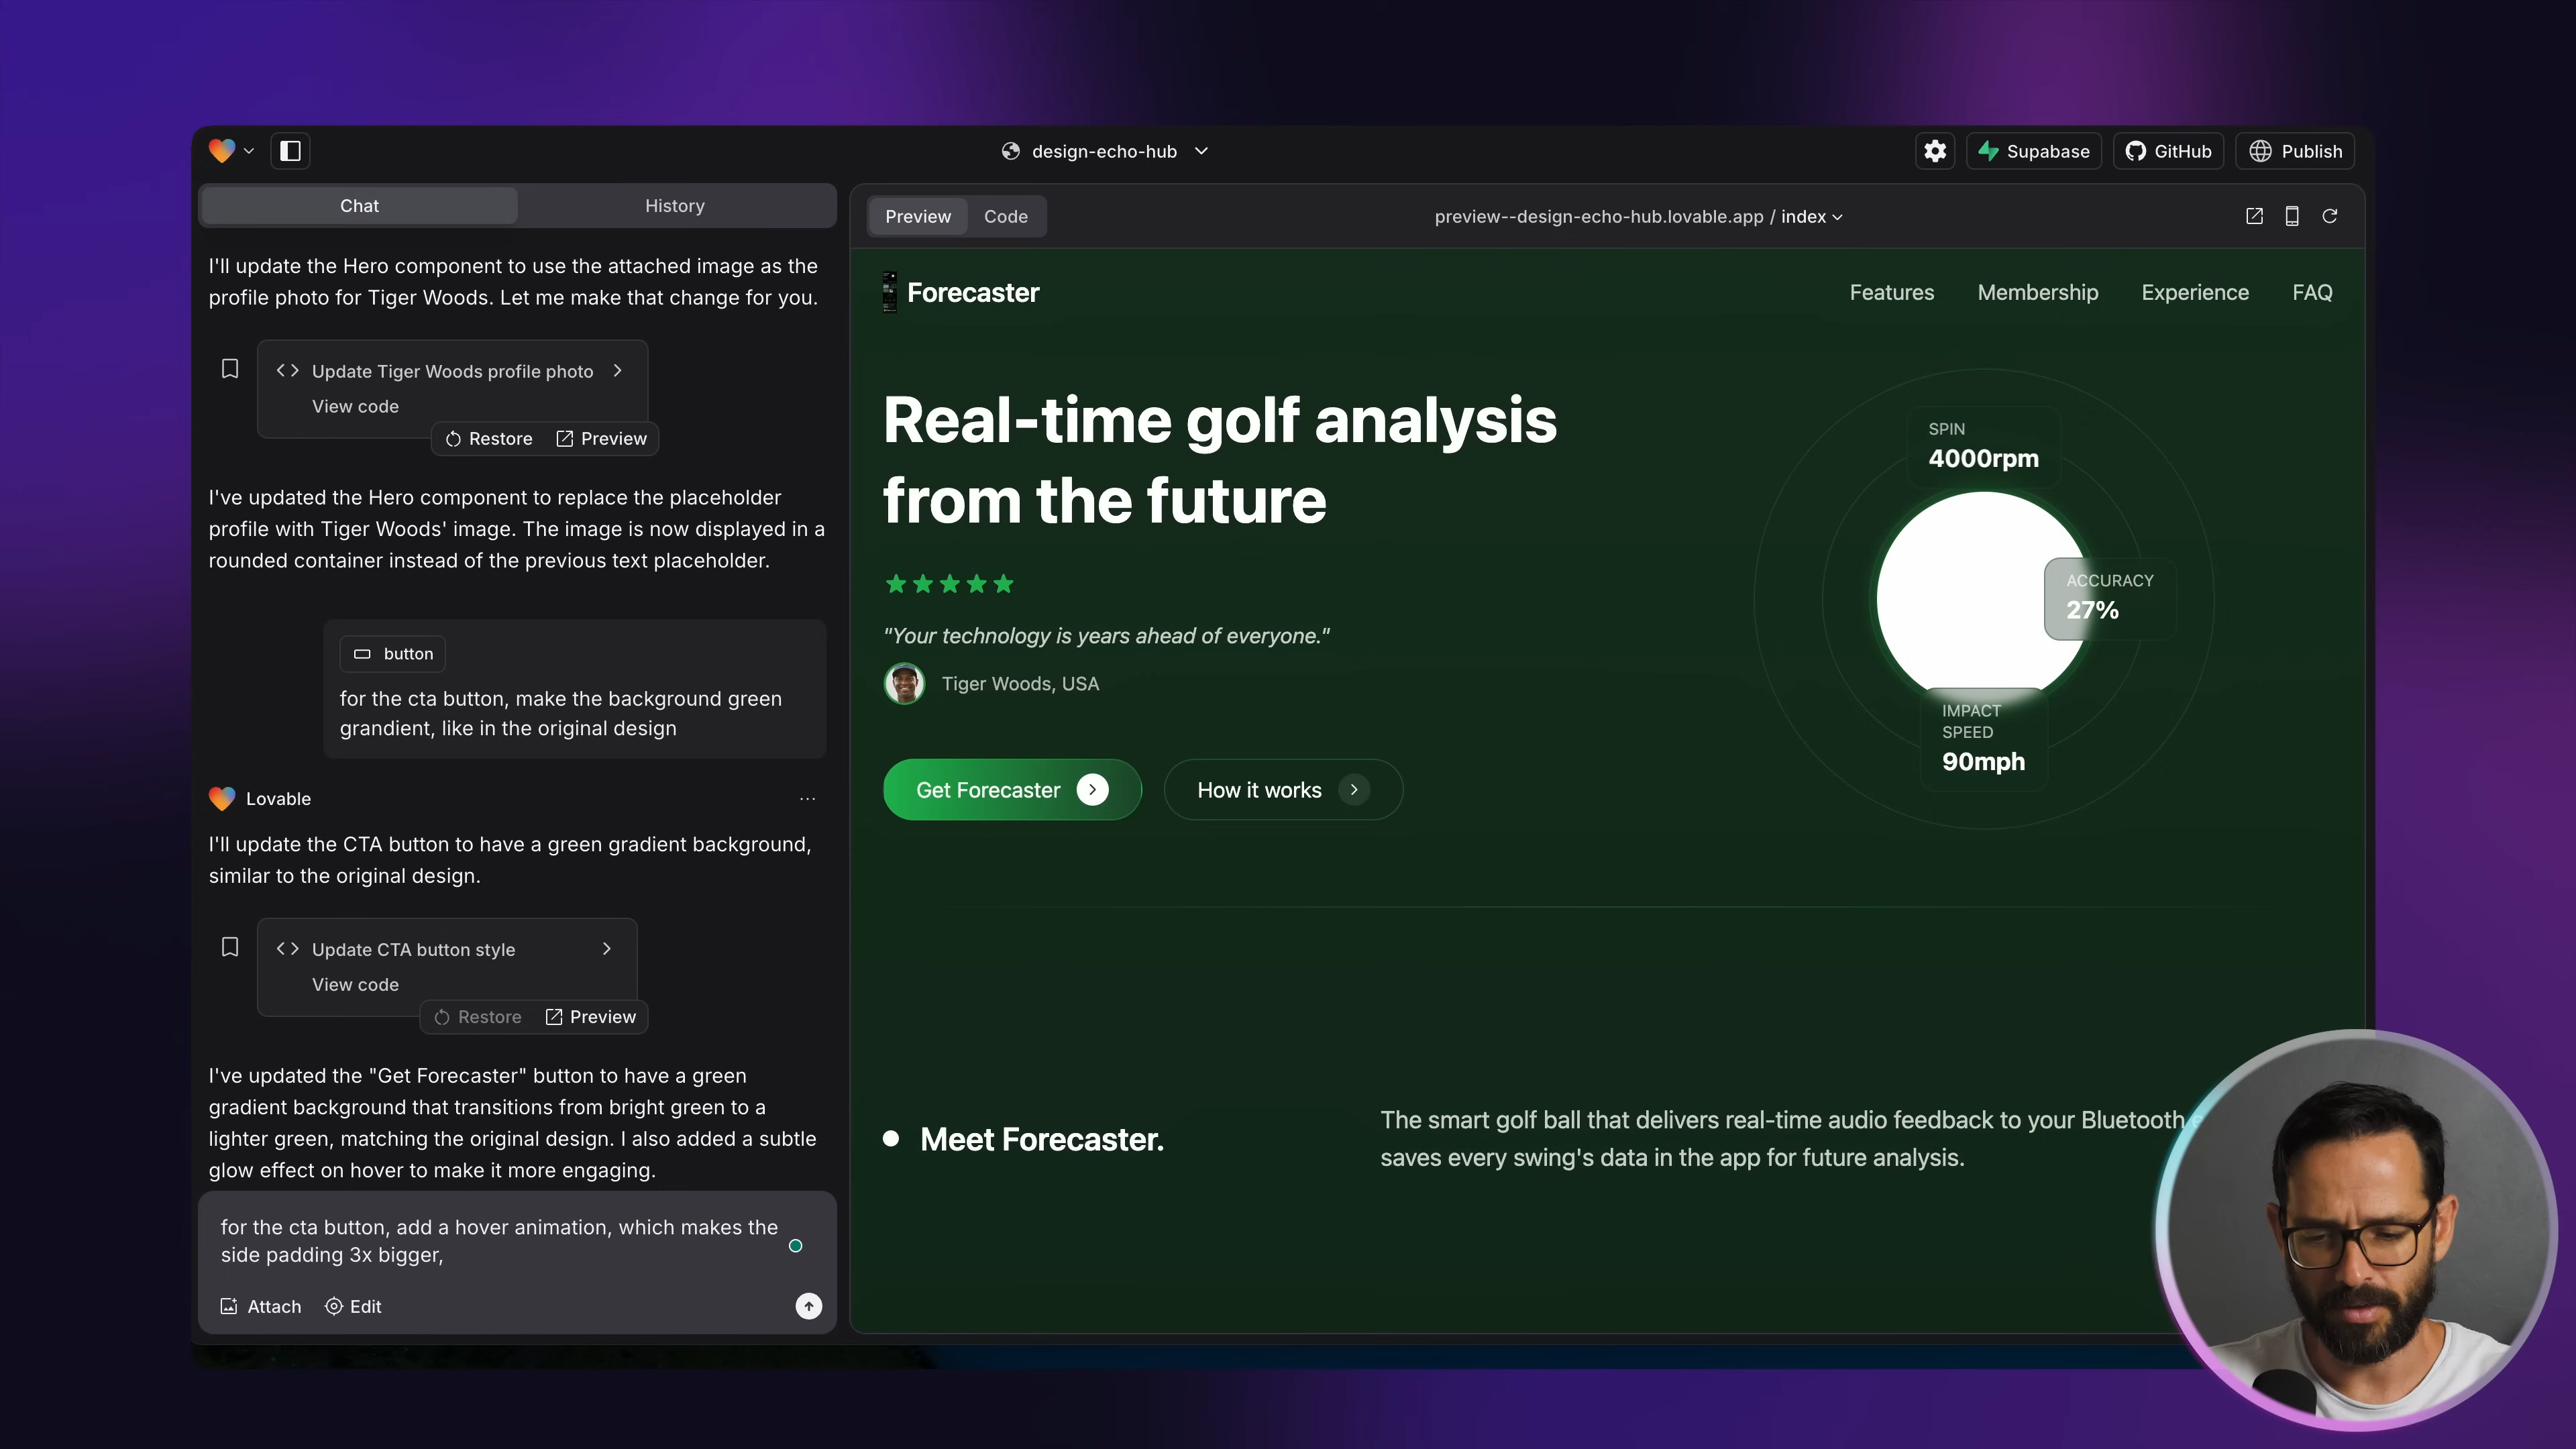 design-echo-hub
Supabase
GitHub
Publish
Chat
History
I'll update the Hero component to use the attached image as the
profile photo for Tiger Woods. Let me make that change for you.
Update Tiger Woods profile photo
View code
Restore
Preview
I've updated the Hero component to replace the placeholder
profile with Tiger Woods' image. The image is now displayed in a
rounded container instead of the previous text placeholder.
button
for the cta button, make the background green
grandient, like in the original design
Lovable
I'll update the CTA button to have a green gradient background,
similar to the original design.
Update CTA button style
View code
Restore
Preview
I've updated the "Get Forecaster" button to have a green
gradient background that transitions from bright green to a
lighter green, matching the original design. I also added a subtle
glow effect on hover to make it more engaging.
for the cta button, add a hover animation, which makes the
side padding 3x bigger,
Attach
Edit
Preview
Code
preview--design-echo-hub.lovable.app / index
Forecaster
Features
Membership
Experience
FAQ
Real-time golf analysis
from the future
"Your technology is years ahead of everyone."
Tiger Woods, USA
Get Forecaster
How it works
SPIN
4000rpm
ACCURACY
27%
IMPACT
SPEED
90mph
Meet Forecaster.
The smart golf ball that delivers real-time audio feedback to your Bluetooth
saves every swing's data in the app for future analysis.